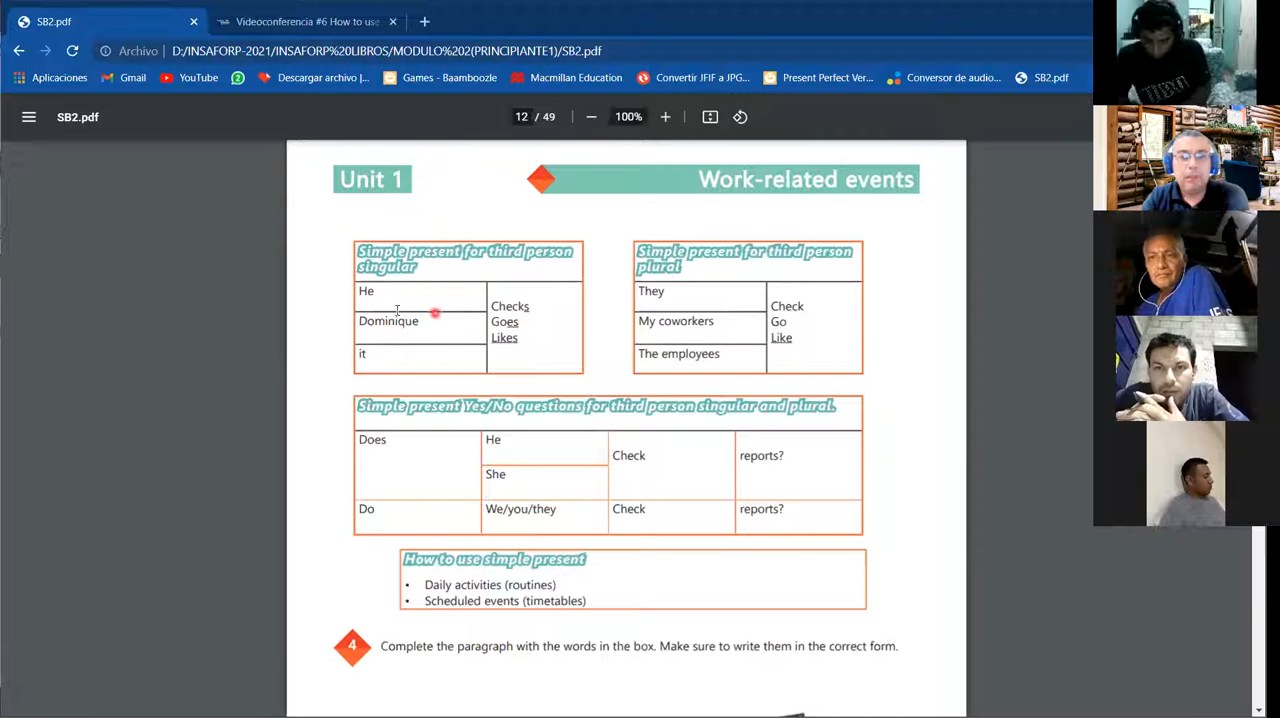 SB2.pdf
Videoconferencia #6 How to use
Archivo D:/INSAFORP-2021/INSAFORP%20LIBROS/MODULO%202(PRINCIPIANTE1)/SB2.pdf
Aplicaciones Gmail YouTube Descargar archivo |... Games - Baamboozle Macmillan Education Convertir JFIF a JPG... Present Perfect Ver... Conversor de audio... SB2.pdf
SB2.pdf 12 / 49 100%
Unit 1 Work-related events
Simple present for third person
singular
He
Dominique
it
Checks
Goes
Likes
Simple present for third person
plural
They
My coworkers
The employees
Check
Go
Like
Simple present Yes/No questions for third person singular and plural.
Does He Check reports?
She
Do We/you/they Check reports?
How to use simple present
• Daily activities (routines)
• Scheduled events (timetables)
4 Complete the paragraph with the words in the box. Make sure to write them in the correct form.